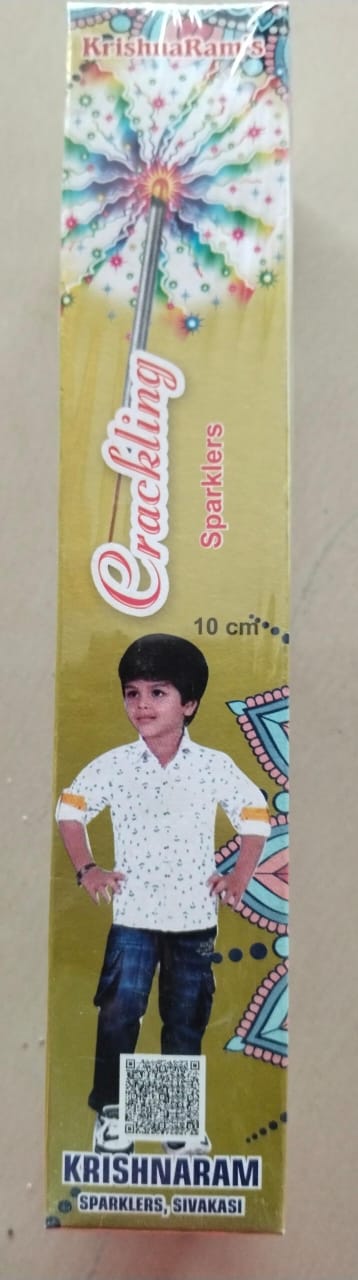 KrishnaRam's
Crackling
Sparklers
10 cm
KRISHNARAM
SPARKLERS, SIVAKASI